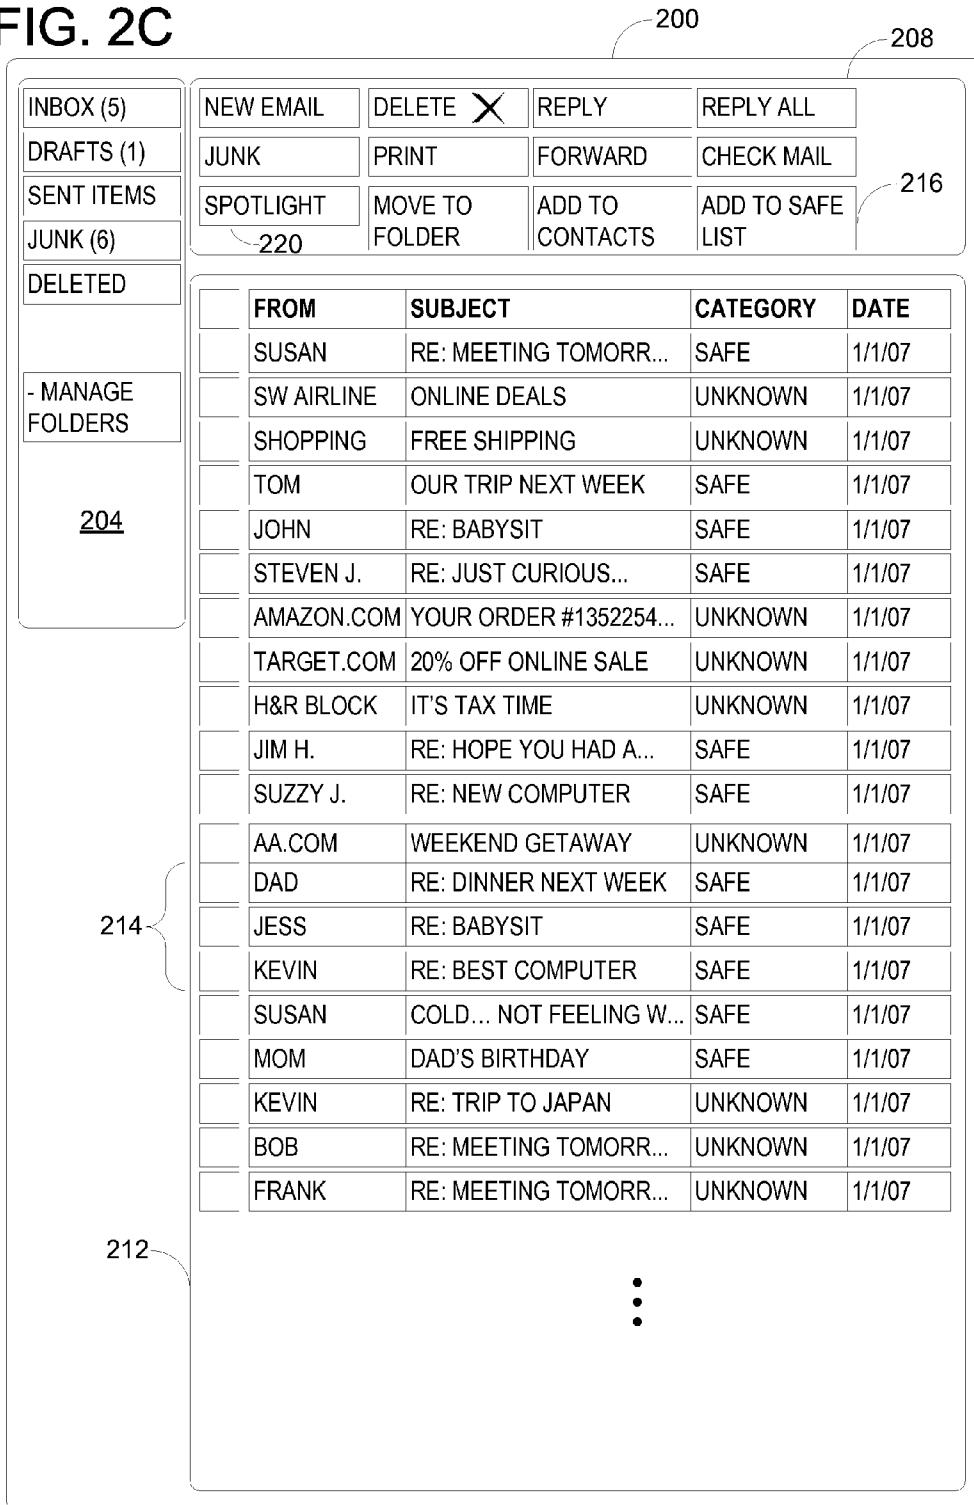 FIG. 2C
200
208
INBOX (5)
DRAFTS (1)
SENT ITEMS
JUNK (6)
DELETED
- MANAGE
FOLDERS
204
NEW EMAIL DELETE X REPLY REPLY ALL
JUNK PRINT FORWARD CHECK MAIL
216
SPOTLIGHT MOVE TO FOLDER ADD TO CONTACTS ADD TO SAFE LIST
220
FROM SUBJECT CATEGORY DATE
SUSAN RE: MEETING TOMORR... SAFE 1/1/07
SW AIRLINE ONLINE DEALS UNKNOWN 1/1/07
SHOPPING FREE SHIPPING UNKNOWN 1/1/07
TOM OUR TRIP NEXT WEEK SAFE 1/1/07
JOHN RE: BABYSIT SAFE 1/1/07
STEVEN J. RE: JUST CURIOUS... SAFE 1/1/07
AMAZON.COM YOUR ORDER #1352254... UNKNOWN 1/1/07
TARGET.COM 20% OFF ONLINE SALE UNKNOWN 1/1/07
H&R BLOCK IT'S TAX TIME UNKNOWN 1/1/07
JIM H. RE: HOPE YOU HAD A... SAFE 1/1/07
SUZZY J. RE: NEW COMPUTER SAFE 1/1/07
AA.COM WEEKEND GETAWAY UNKNOWN 1/1/07
DAD RE: DINNER NEXT WEEK SAFE 1/1/07
214
JESS RE: BABYSIT SAFE 1/1/07
KEVIN RE: BEST COMPUTER SAFE 1/1/07
SUSAN COLD... NOT FEELING W... SAFE 1/1/07
MOM DAD'S BIRTHDAY SAFE 1/1/07
KEVIN RE: TRIP TO JAPAN UNKNOWN 1/1/07
BOB RE: MEETING TOMORR... UNKNOWN 1/1/07
FRANK RE: MEETING TOMORR... UNKNOWN 1/1/07
212